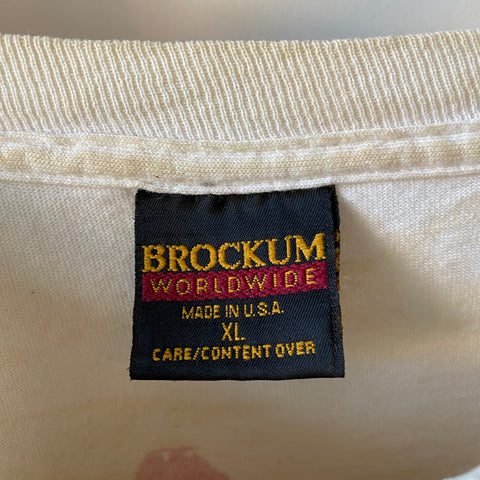 BROCKUM
WORLDWIDE
MADE IN U.S.A.
XL
CARE/CONTENT OVER